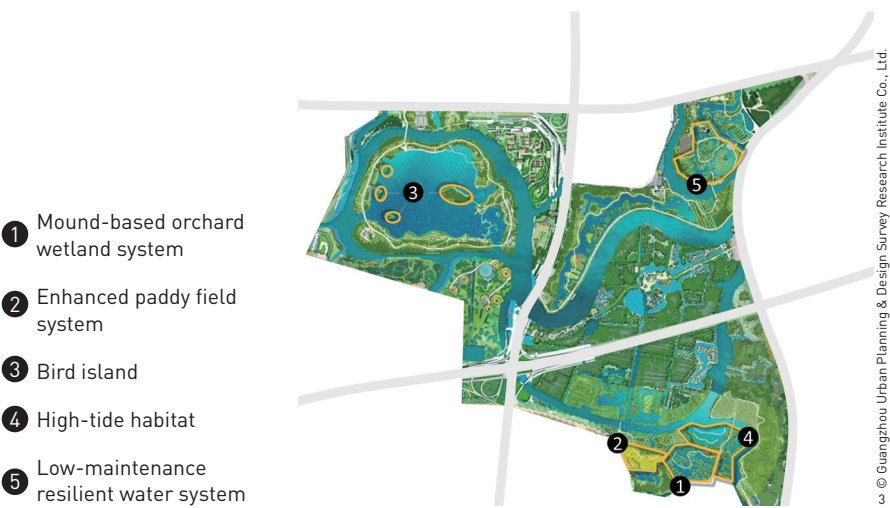 1 Mound-based orchard
wetland system
2 Enhanced paddy field
system
3 Bird island
4 High-tide habitat
5 Low-maintenance
resilient water system
3
5
2
4
1
3 © Guangzhou Urban Planning & Design Survey Research Institute Co., Ltd.